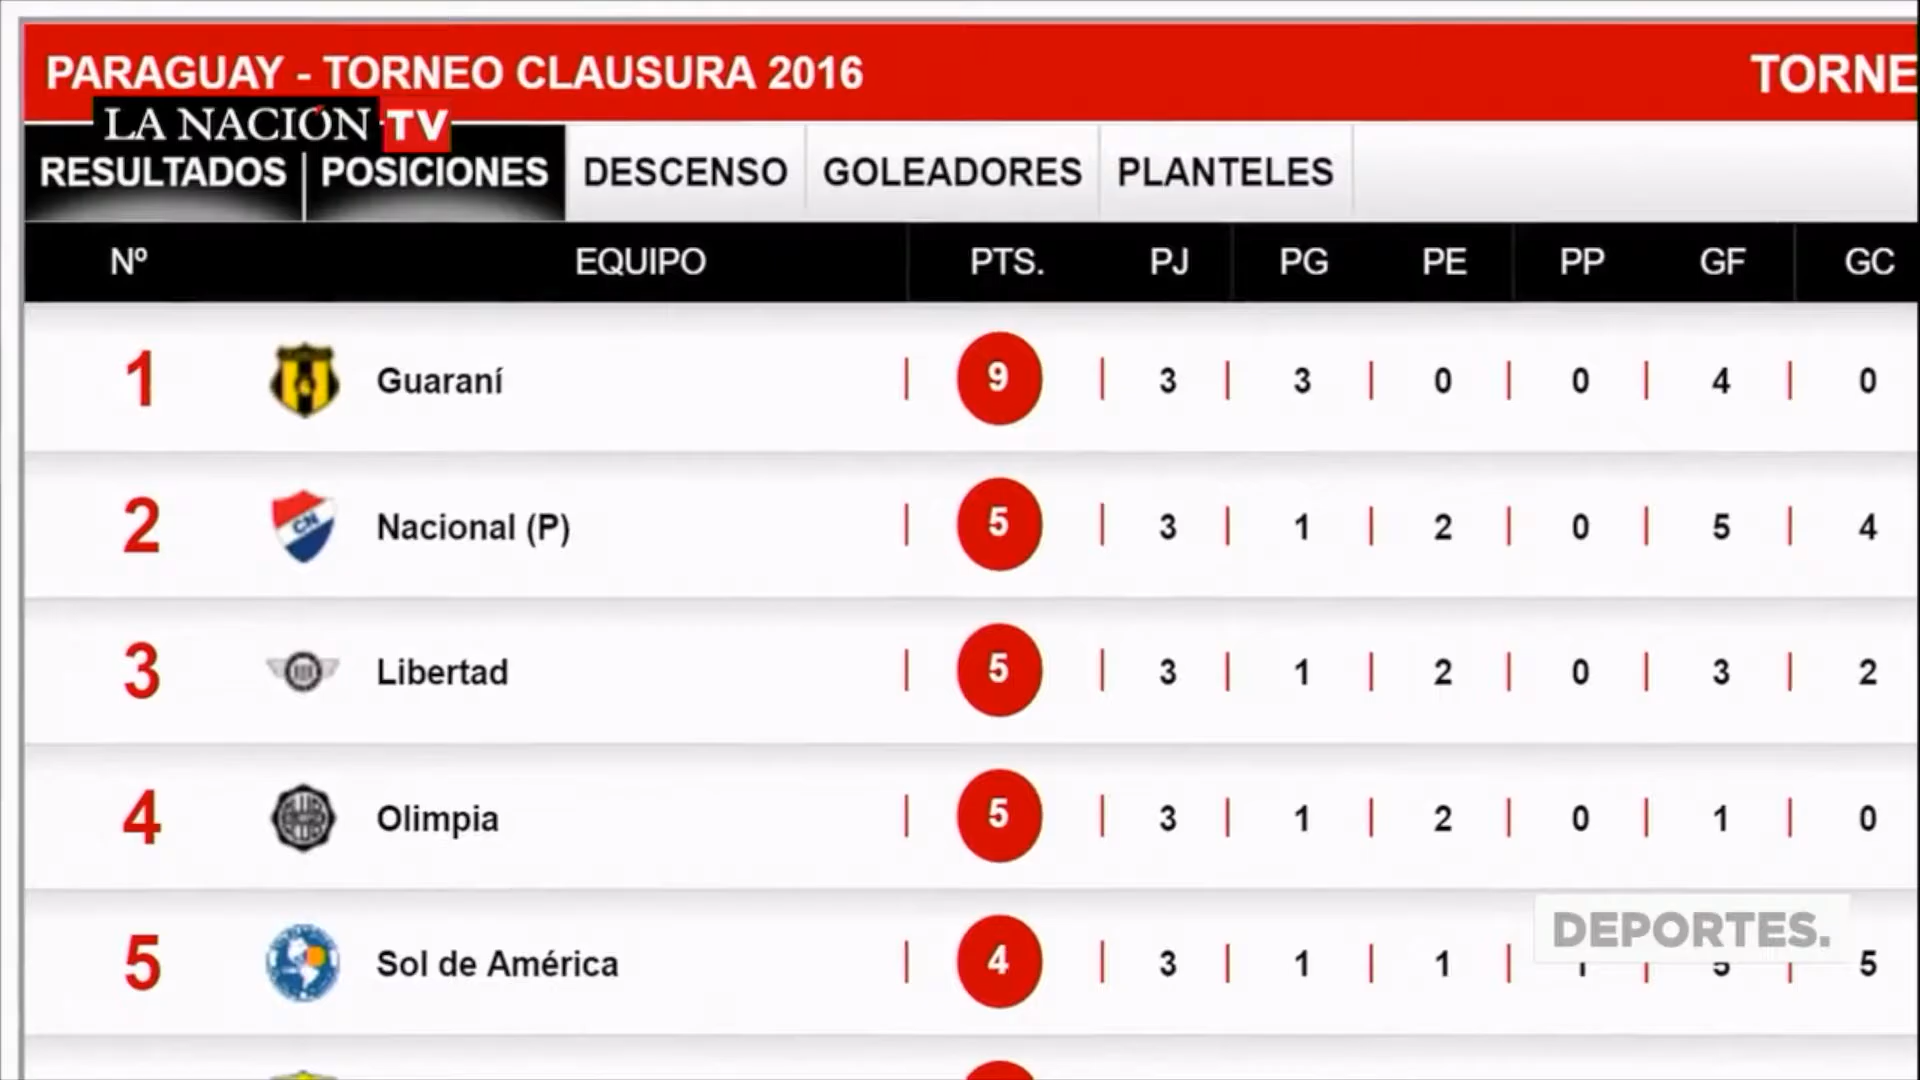 PARAGUAY - TORNEO CLAUSURA 2016 TORNE
LA NACIÓN TV
RESULTADOS POSICIONES DESCENSO GOLEADORES PLANTELES
Nº EQUIPO PTS. PJ PG PE PP GF GC
1 Guaraní 9 3 3 0 0 4 0
2 CN Nacional (P) 5 3 1 2 0 5 4
3 Libertad 5 3 1 2 0 3 2
4 Olimpia 5 3 1 2 0 1 0
DEPORTES.
5 Sol de América 4 3 1 1 1 5 5